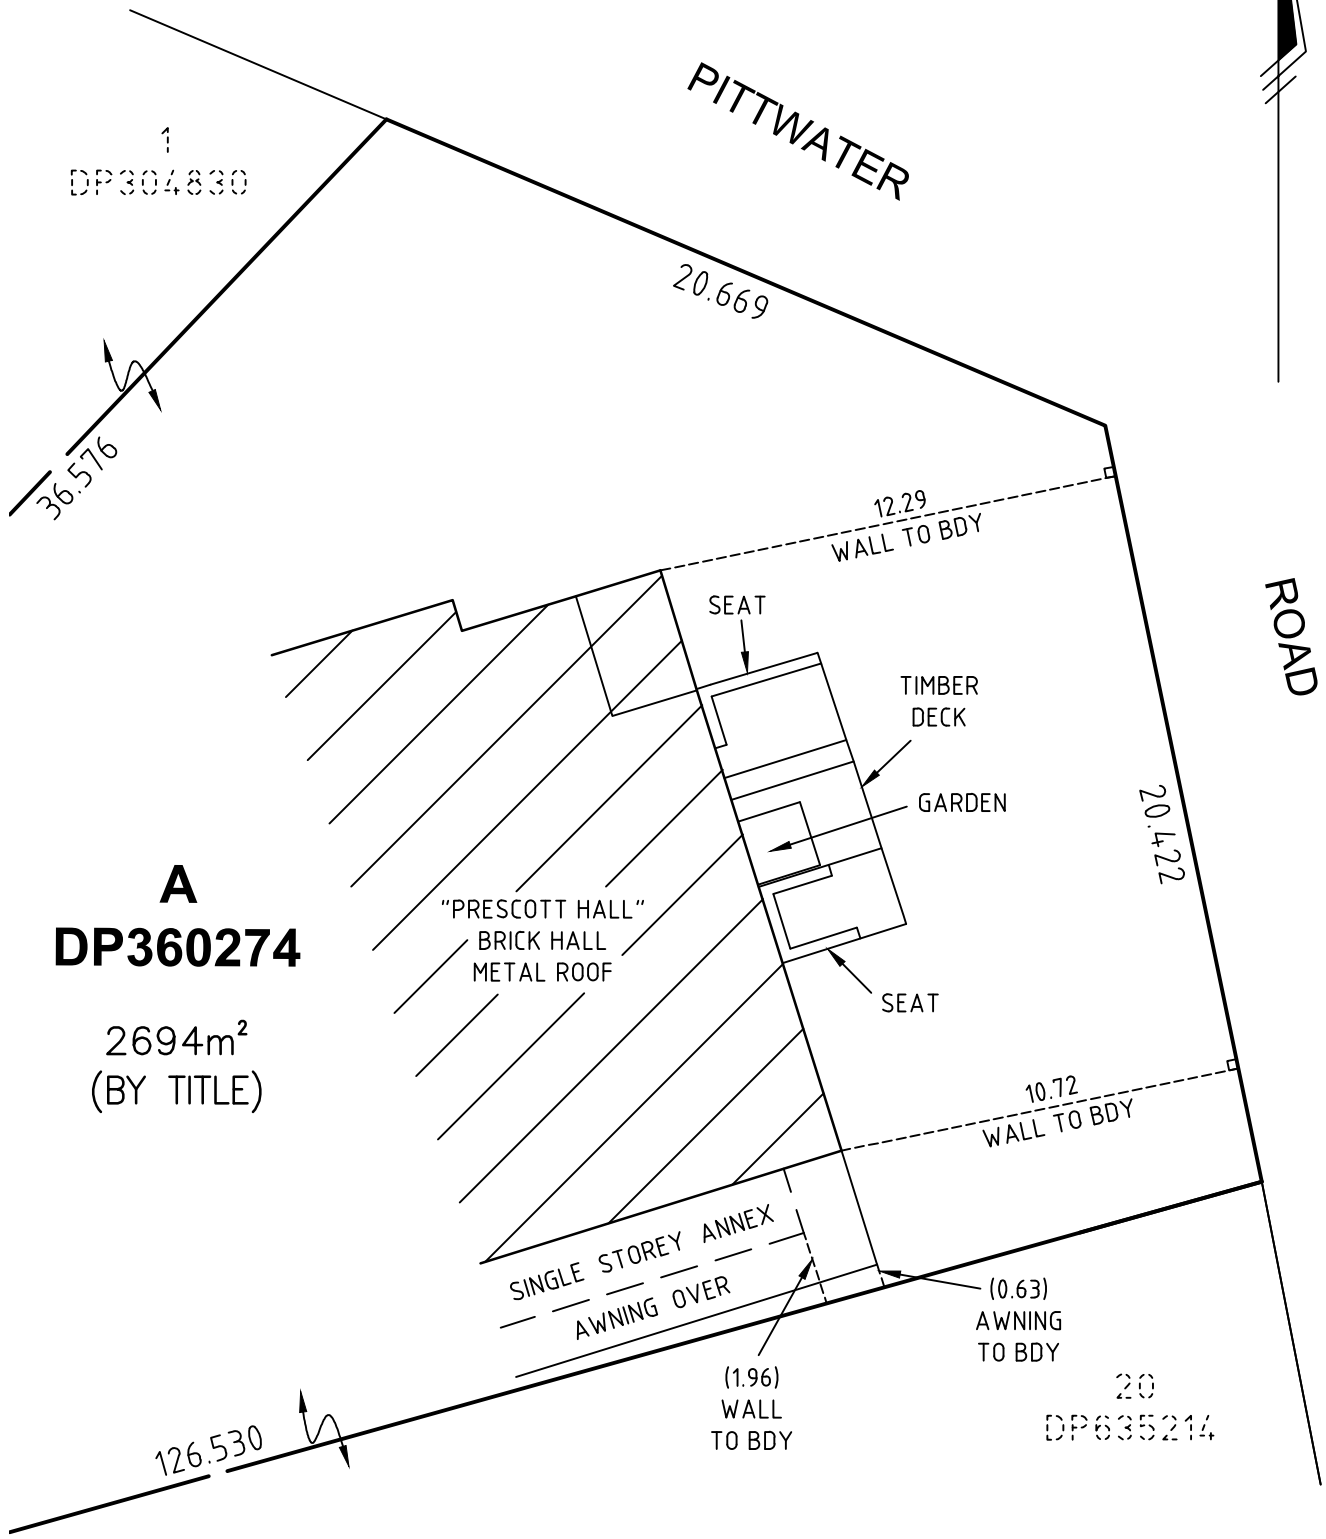 PITTWATER
1
DP304830
20.669
36.576
12.29
WALL TO BDY
ROAD
SEAT
TIMBER
DECK
GARDEN
20.422
A
DP360274
2694m²
(BY TITLE)
"PRESCOTT HALL"
BRICK HALL
METAL ROOF
SEAT
10.72
WALL TO BDY
SINGLE STOREY ANNEX
AWNING OVER
(0.63)
AWNING
TO BDY
(1.96)
WALL
TO BDY
20
DP635214
126.530